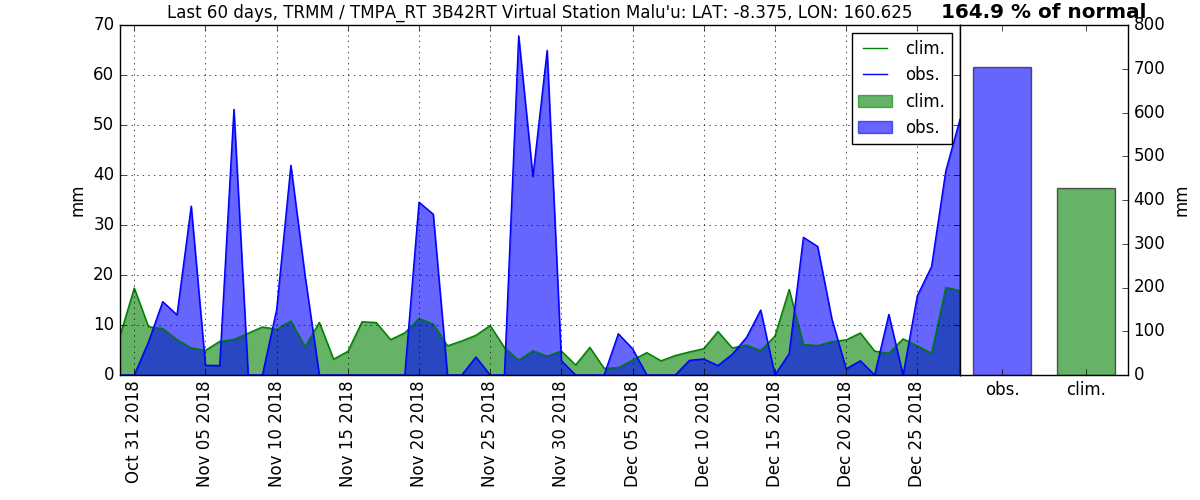 Last 60 days, TRMM / TMPA_RT 3B42RT Virtual Station Malu'u: LAT: -8.375, LON: 160.625
164.9 % of normal
70
60
50
40
30
20
10
0
mm
clim.
obs.
clim.
obs.
Oct 31 2018
Nov 05 2018
Nov 10 2018
Nov 15 2018
Nov 20 2018
Nov 25 2018
Nov 30 2018
Dec 05 2018
Dec 10 2018
Dec 15 2018
Dec 20 2018
Dec 25 2018
800
700
600
500
400
300
200
100
0
mm
obs.
clim.